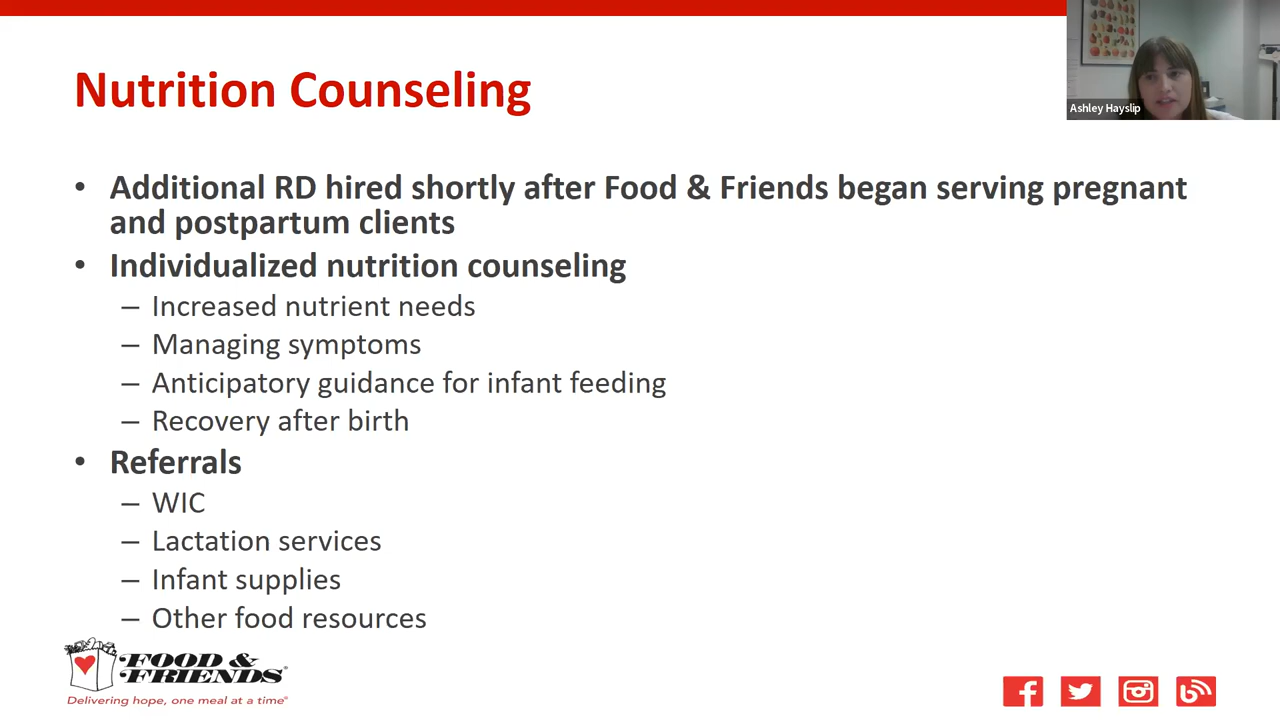 Nutrition Counseling
Ashley Hayslip
• Additional RD hired shortly after Food & Friends began serving pregnant
and postpartum clients
• Individualized nutrition counseling
– Increased nutrient needs
– Managing symptoms
– Anticipatory guidance for infant feeding
– Recovery after birth
• Referrals
– WIC
– Lactation services
– Infant supplies
– Other food resources
FOOD &
FRIENDS®
Delivering hope, one meal at a time®